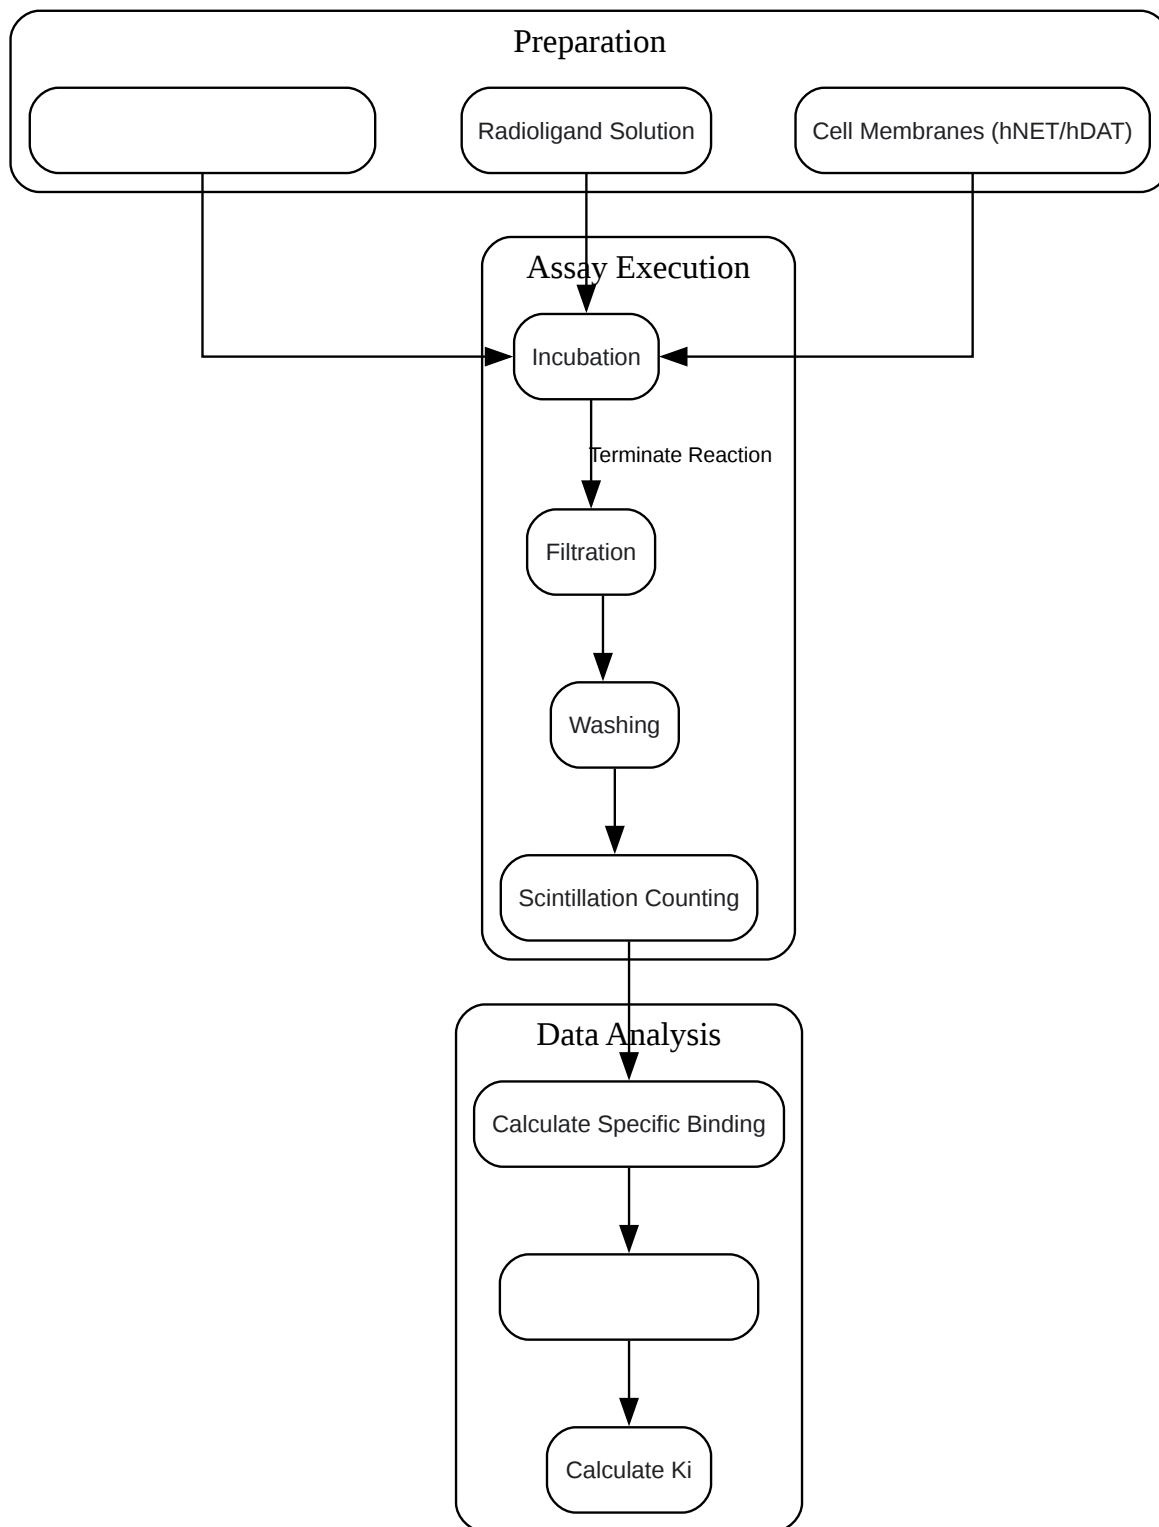 Preparation
Radioligand Solution
Cell Membranes (hNET/hDAT)
Assay Execution
Incubation
Terminate Reaction
Filtration
Washing
Scintillation Counting
Data Analysis
Calculate Specific Binding
Calculate Ki